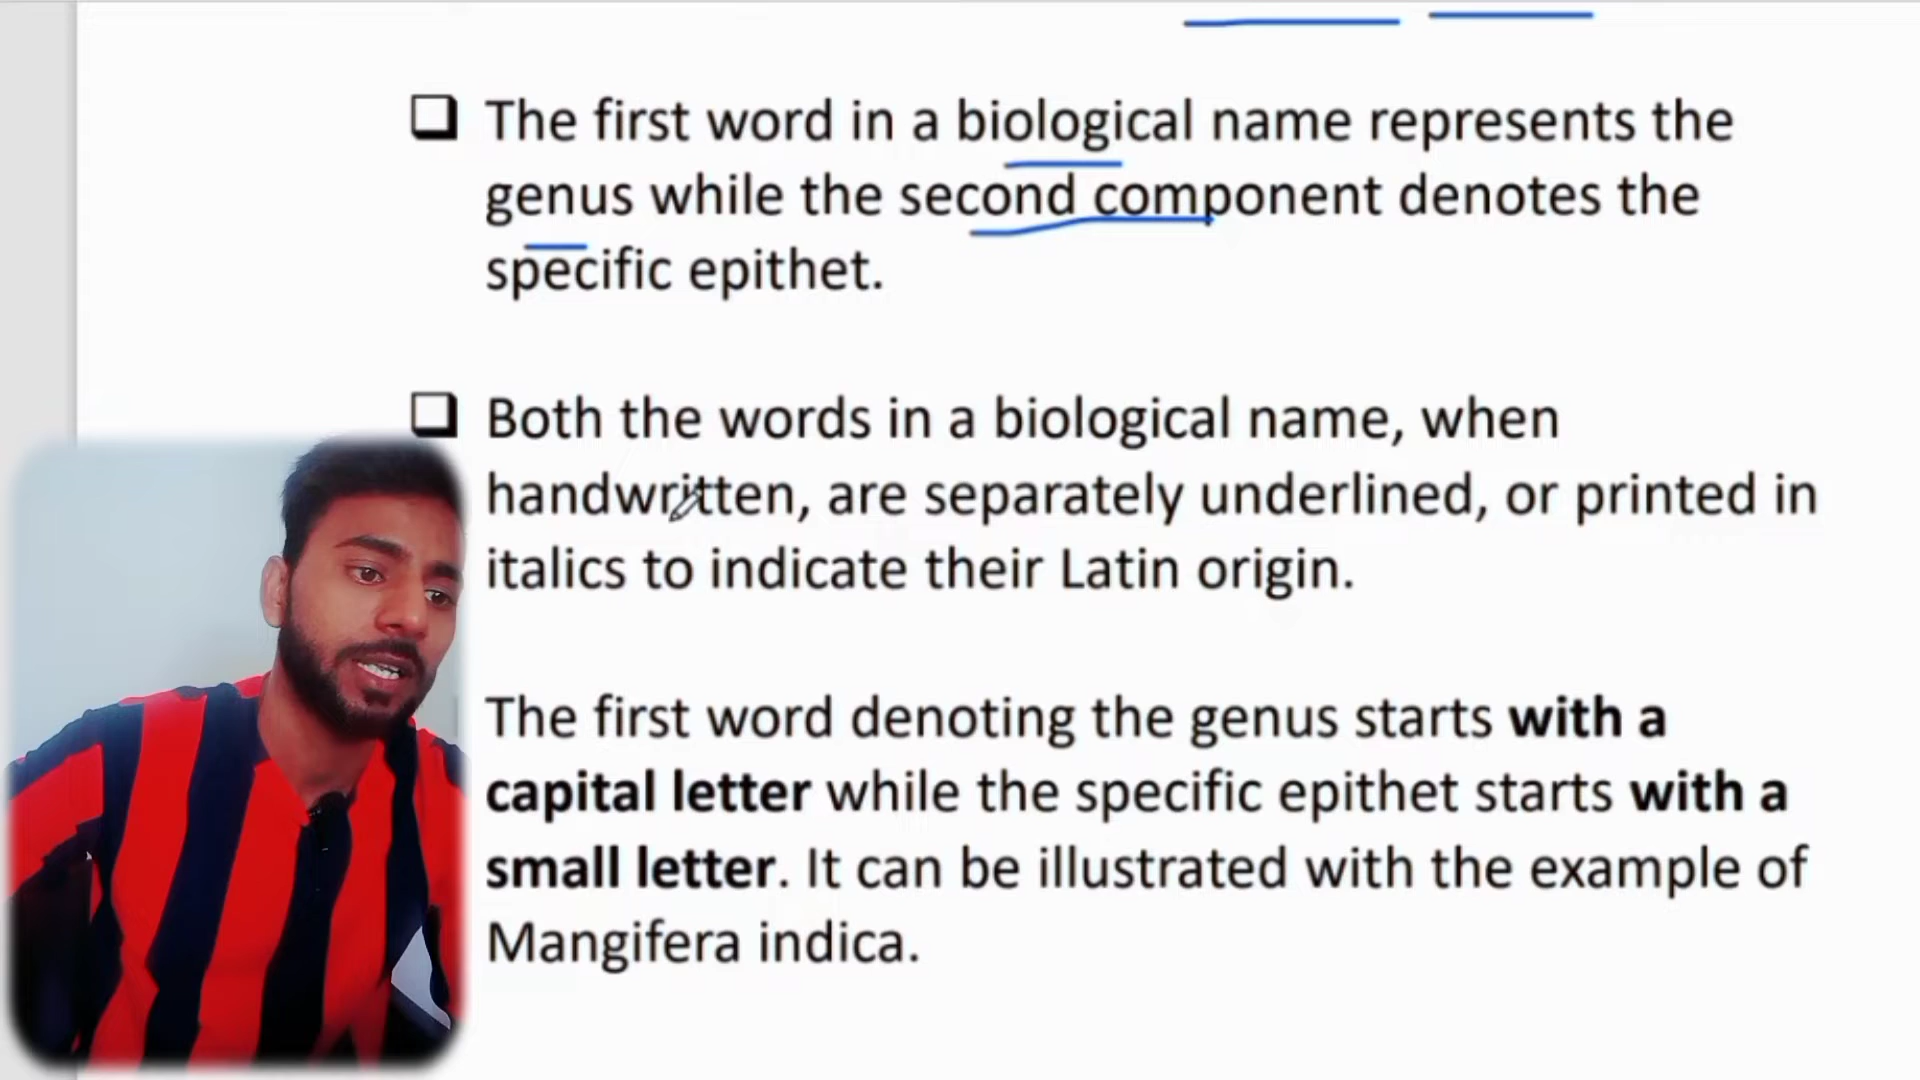 The first word in a biological name represents the
genus while the second component denotes the
specific epithet.
Both the words in a biological name, when
handwritten, are separately underlined, or printed in
italics to indicate their Latin origin.
The first word denoting the genus starts with a
capital letter while the specific epithet starts with a
small letter. It can be illustrated with the example of
Mangifera indica.